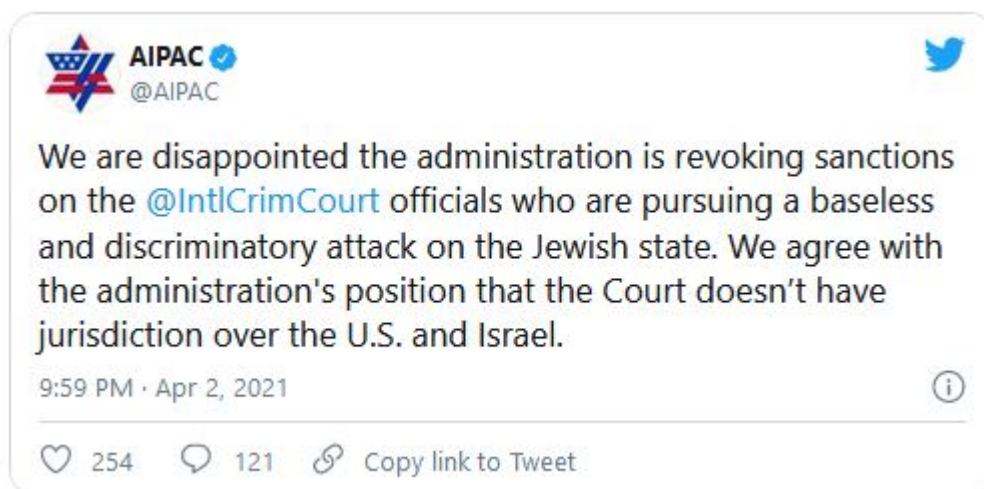 AIPAC
@AIPAC
We are disappointed the administration is revoking sanctions
on the @IntlCrimCourt officials who are pursuing a baseless
and discriminatory attack on the Jewish state. We agree with
the administration's position that the Court doesn’t have
jurisdiction over the U.S. and Israel.
9:59 PM · Apr 2, 2021
254 121 Copy link to Tweet